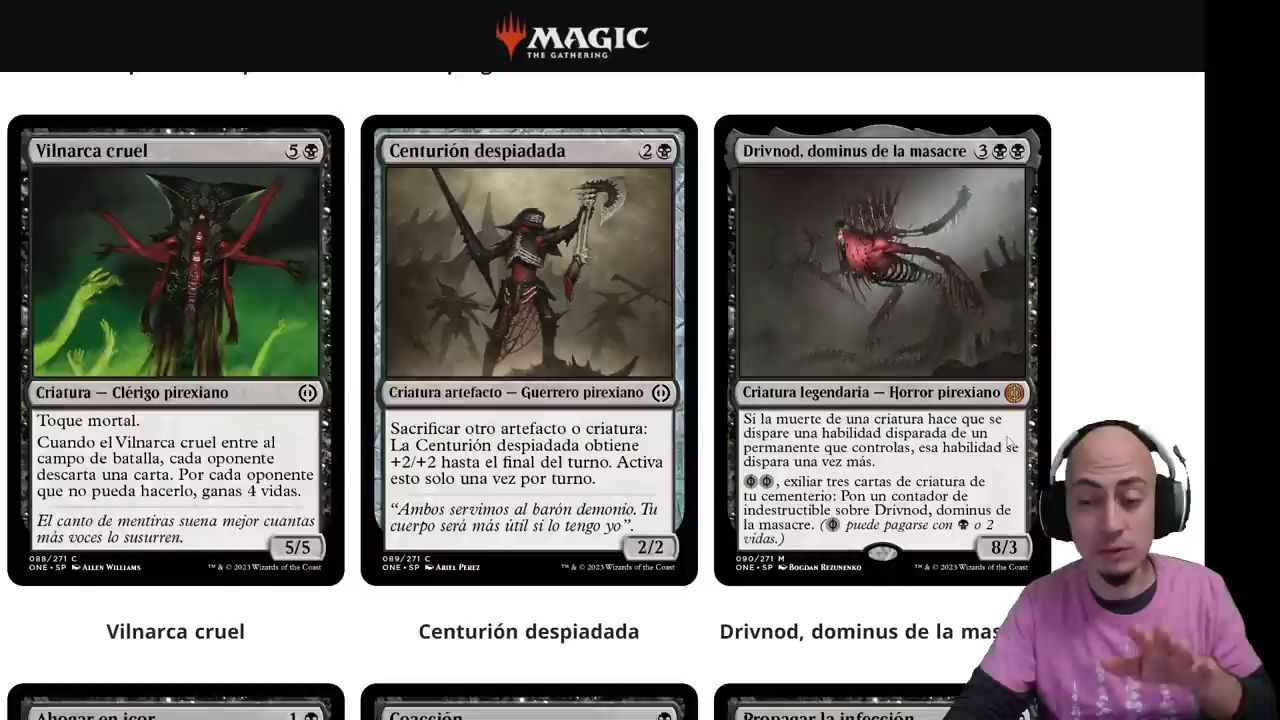 MAGIC
THE GATHERING
Vilnarca cruel 5
Criatura — Clérigo pirexiano
Toque mortal.
Cuando el Vilnarca cruel entre al
campo de batalla, cada oponente
descarta una carta. Por cada oponente
que no pueda hacerlo, ganas 4 vidas.
El canto de mentiras suena mejor cuantas
más voces lo susurren.
5/5
088/271 C
ONE • SP Allen Williams
™ & © 2023 Wizards of the Coast
Centurión despiadada 2
Criatura artefacto — Guerrero pirexiano
Sacrificar otro artefacto o criatura:
La Centurión despiadada obtiene
+2/+2 hasta el final del turno. Activa
esto solo una vez por turno.
“Ambos servimos al barón demonio. Tu
cuerpo será más útil si lo tengo yo”.
2/2
089/271 C
ONE • SP Ariel Perez
™ & © 2023 Wizards of the Coast
Drivnod, dominus de la masacre 3
Criatura legendaria — Horror pirexiano
Si la muerte de una criatura hace que se
dispare una habilidad disparada de un
permanente que controlas, esa habilidad se
dispara una vez más.
, exiliar tres cartas de criatura de
tu cementerio: Pon un contador de
indestructible sobre Drivnod, dominus de
la masacre. ( puede pagarse con o 2
vidas.)
8/3
090/271 M
ONE • SP Bogdan Rezunenko
™ & © 2023 Wizards of the Coast
Vilnarca cruel
Centurión despiadada
Drivnod, dominus de la mas
Ahogar en icor 1
Coacción
Propagar la infección